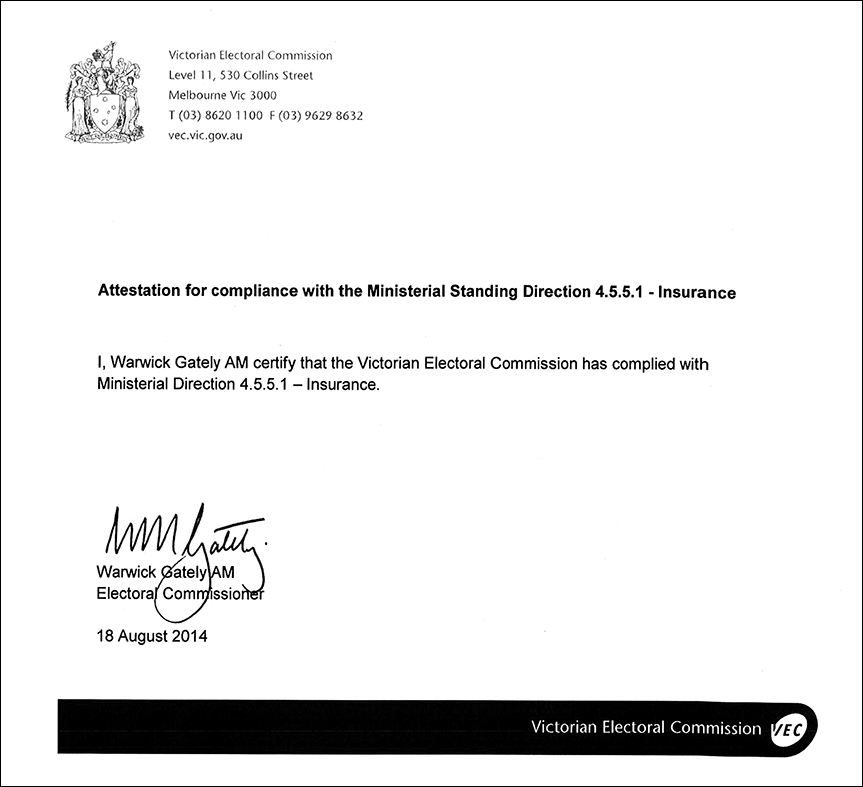 Victorian Electoral Commission
Level 11, 530 Collins Street
Melbourne Vic 3000
T (03) 8620 1100 F (03) 9629 8632
vec.vic.gov.au
Attestation for compliance with the Ministerial Standing Direction 4.5.5.1 - Insurance
I, Warwick Gately AM certify that the Victorian Electoral Commission has complied with
Ministerial Direction 4.5.5.1 – Insurance.
WM Gately.
Warwick Gately AM
Electoral Commissioner
18 August 2014
Victorian Electoral Commission VEC